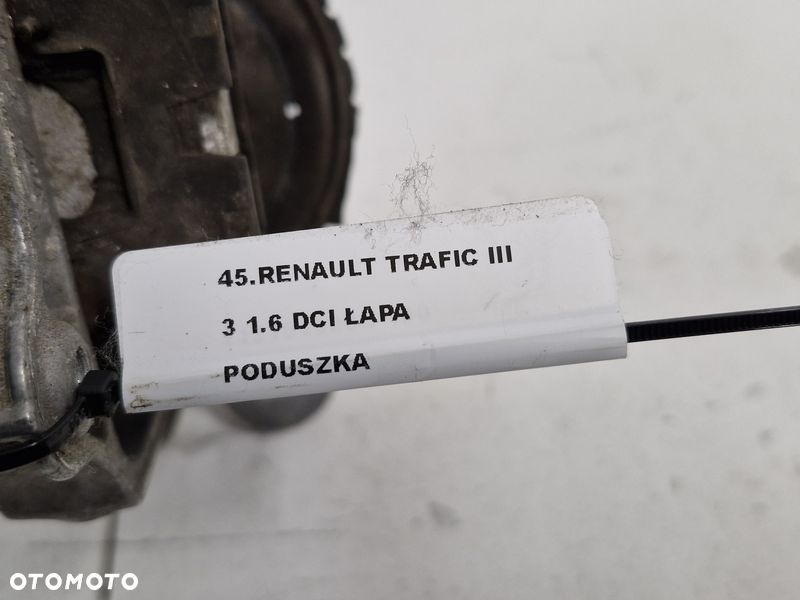 45.RENAULT TRAFIC III
3 1.6 DCI ŁAPA
PODUSZKA
OTOMOTO